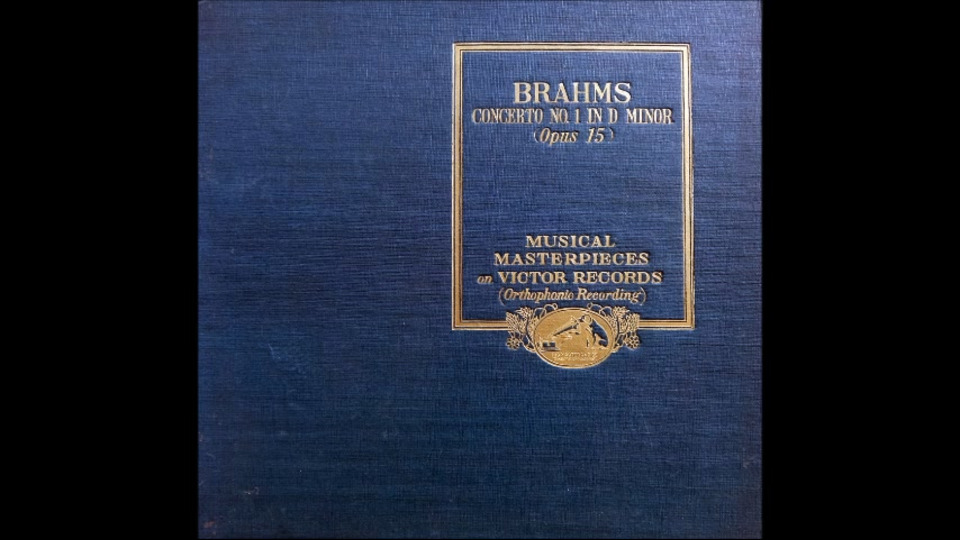 BRAHMS
CONCERTO NO. 1 IN D MINOR
(Opus 15)
MUSICAL
MASTERPIECES
on VICTOR RECORDS
(Orthophonic Recording)